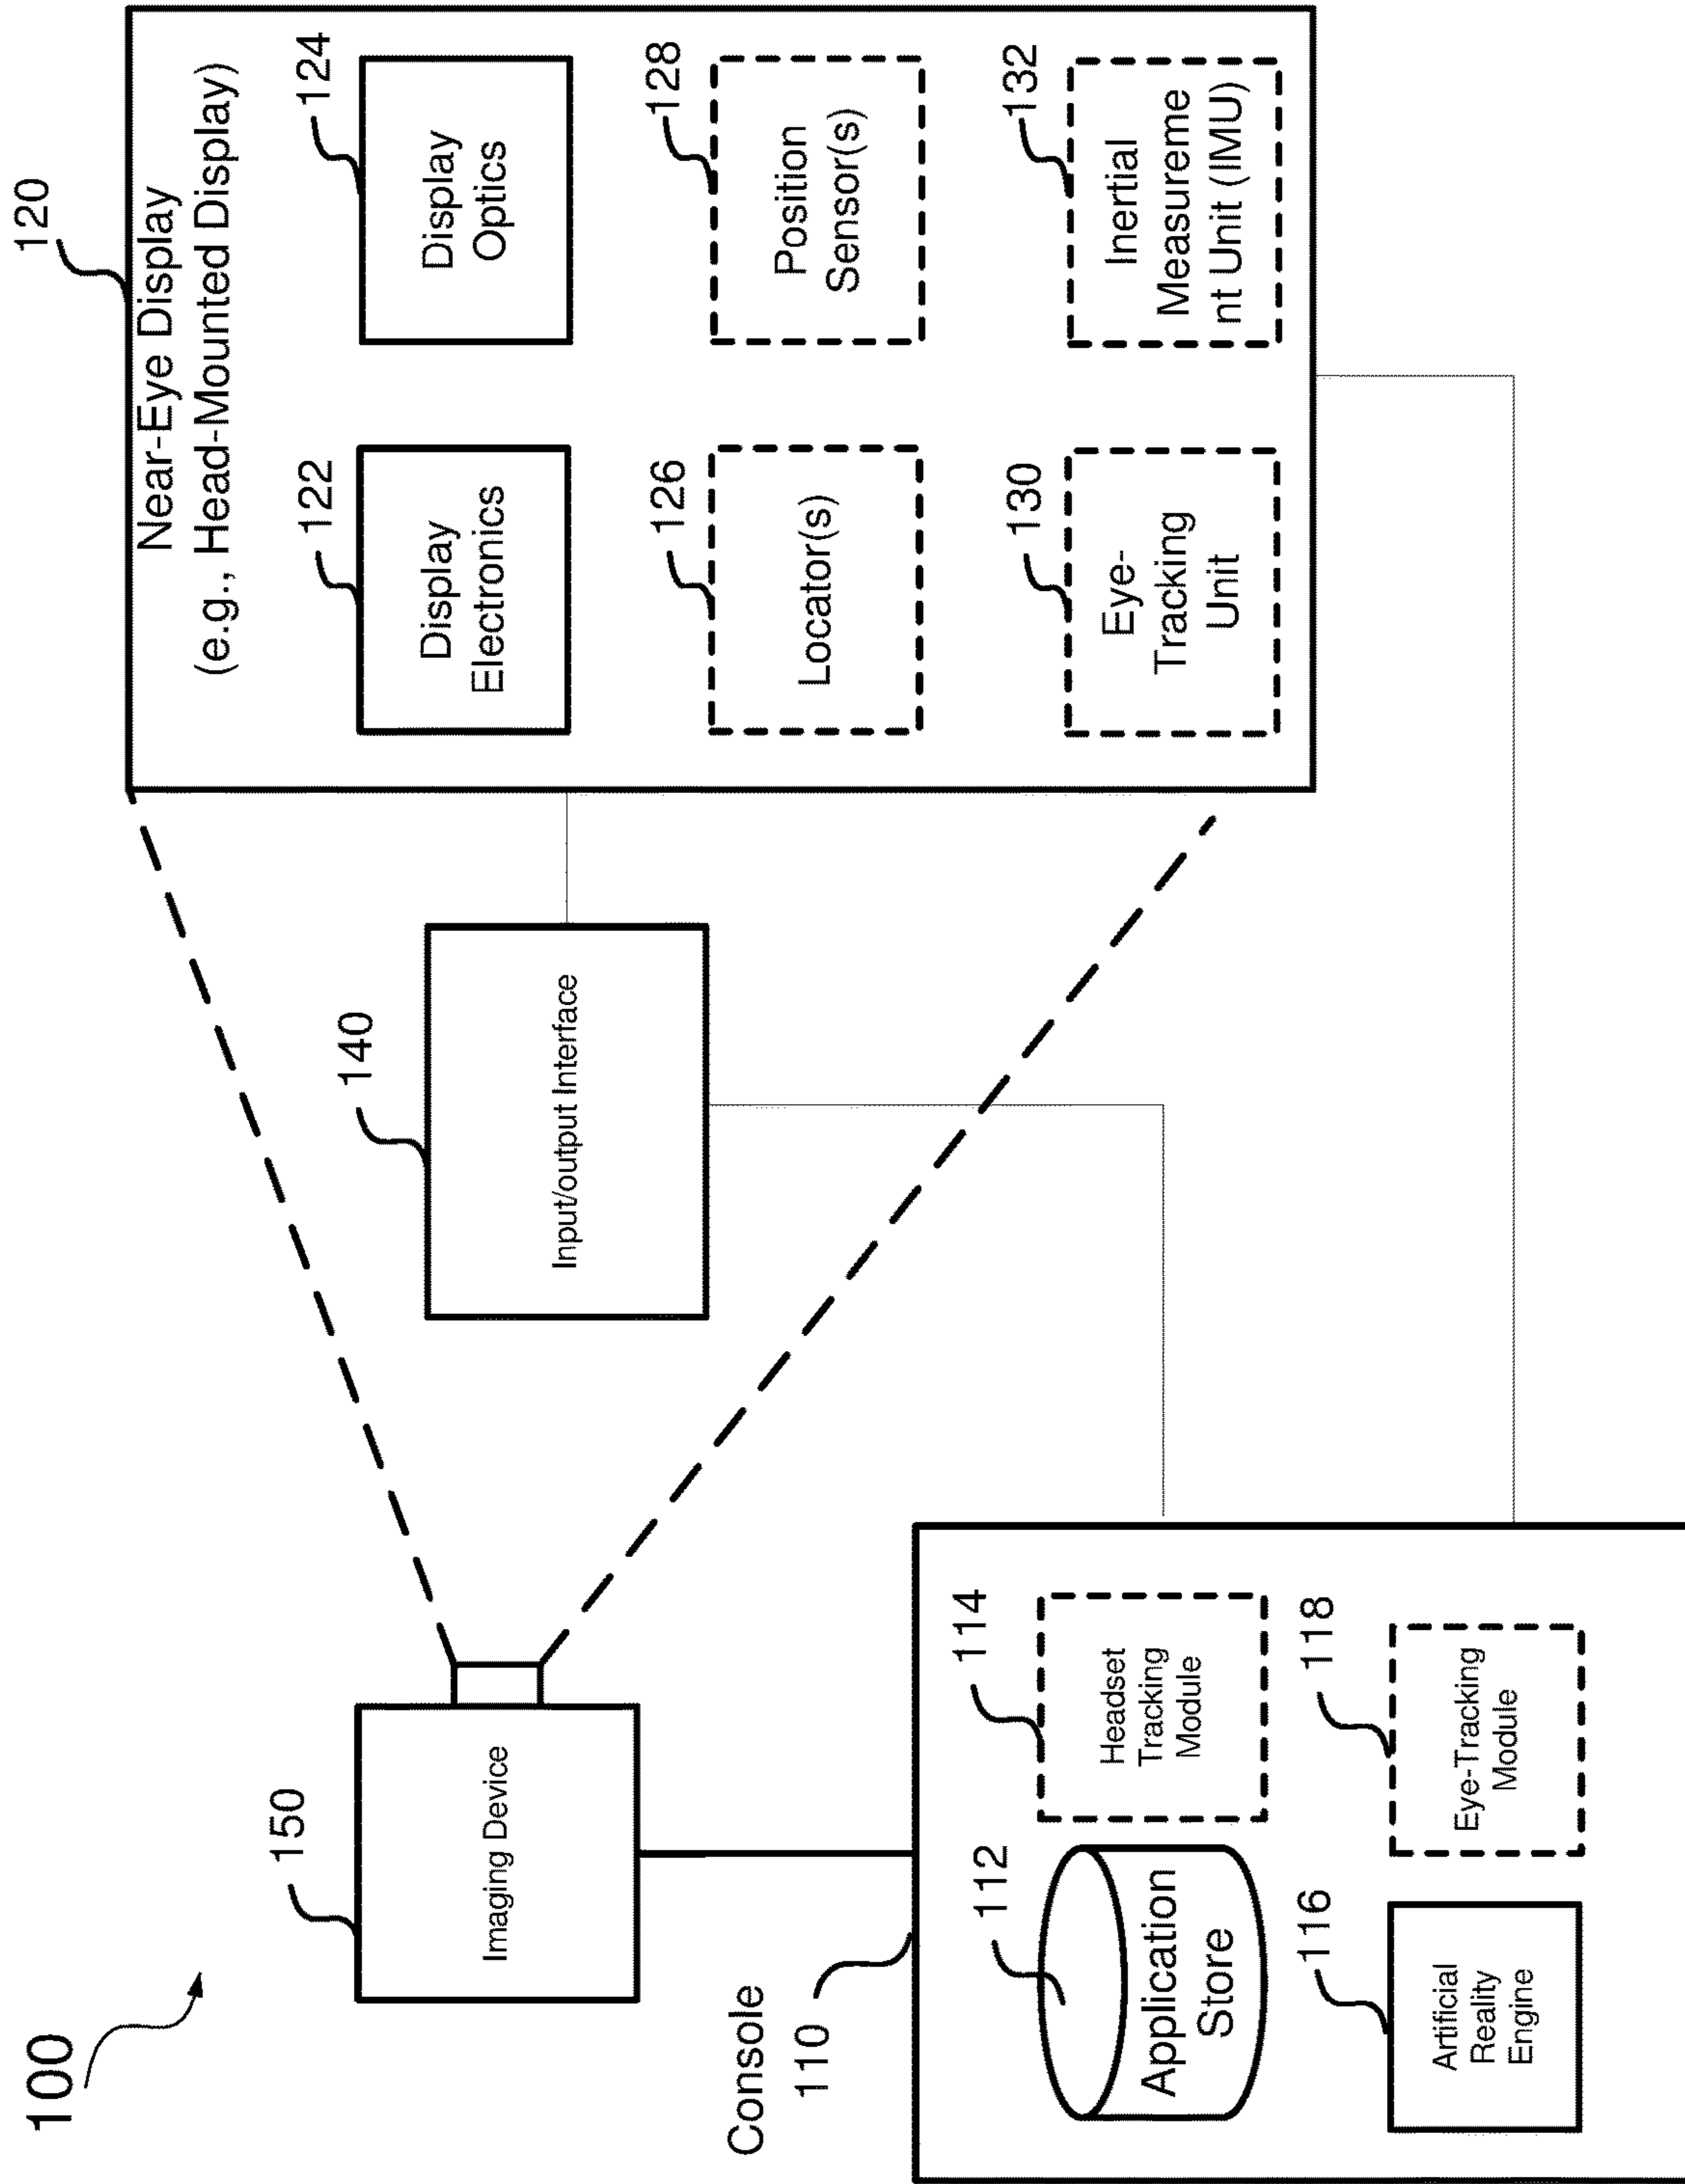 100
150
Imaging Device
140
Input/output Interface
120
Near-Eye Display
(e.g., Head-Mounted Display)
122
Display
Electronics
124
Display
Optics
126
Locator(s)
128
Position
Sensor(s)
130
Eye-
Tracking
Unit
132
Inertial
Measureme
nt Unit (IMU)
Console
110
112
Application
Store
114
Headset
Tracking
Module
116
Artificial
Reality
Engine
118
Eye-Tracking
Module